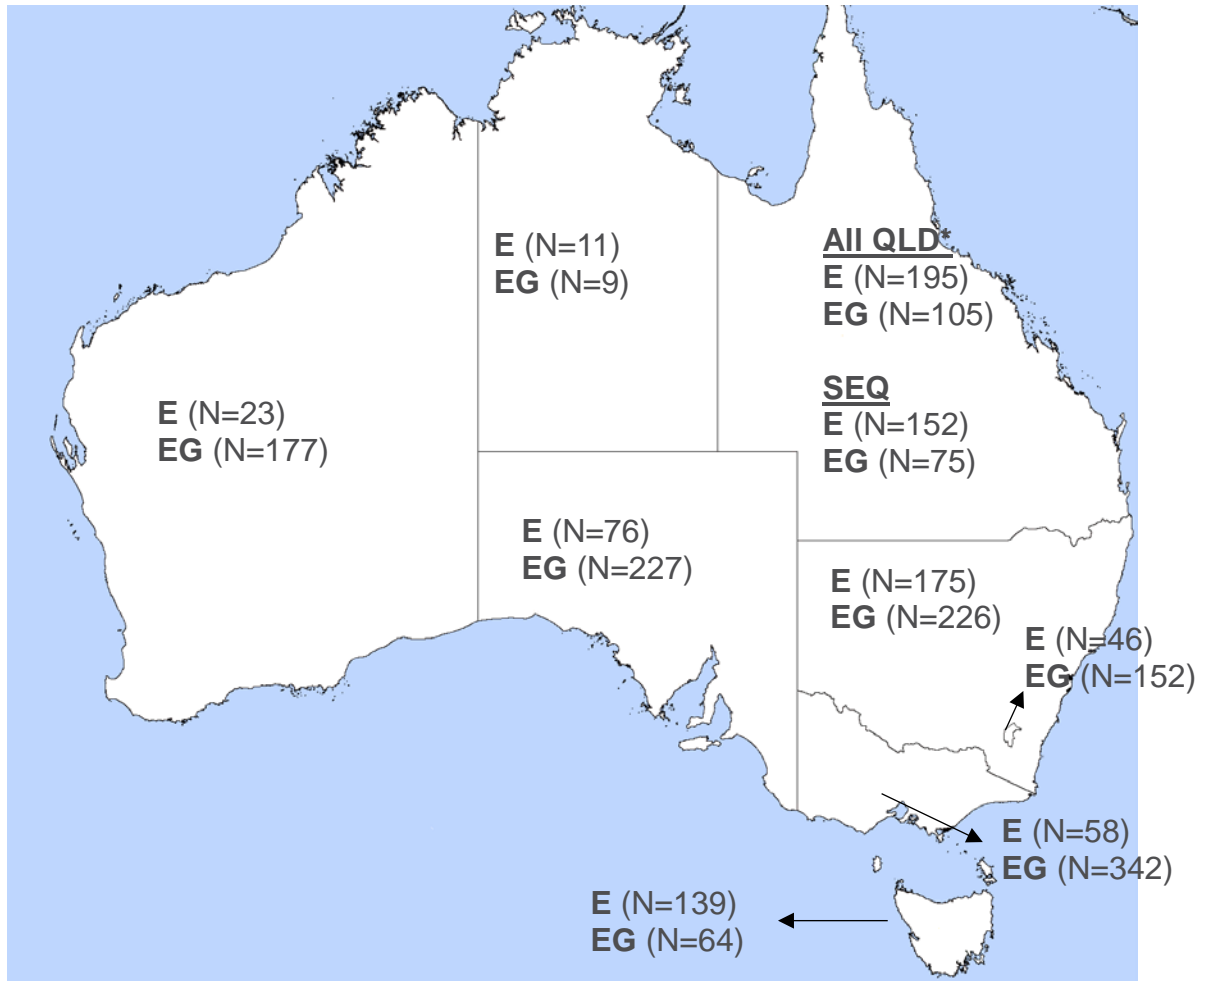 E (N=11)
EG (N=9)
All QLD*
E (N=195)
EG (N=105)
SEQ
E (N=152)
EG (N=75)
E (N=23)
EG (N=177)
E (N=76)
EG (N=227)
E (N=175)
EG (N=226)
E (N=46)
EG (N=152)
E (N=58)
EG (N=342)
E (N=139)
EG (N=64)